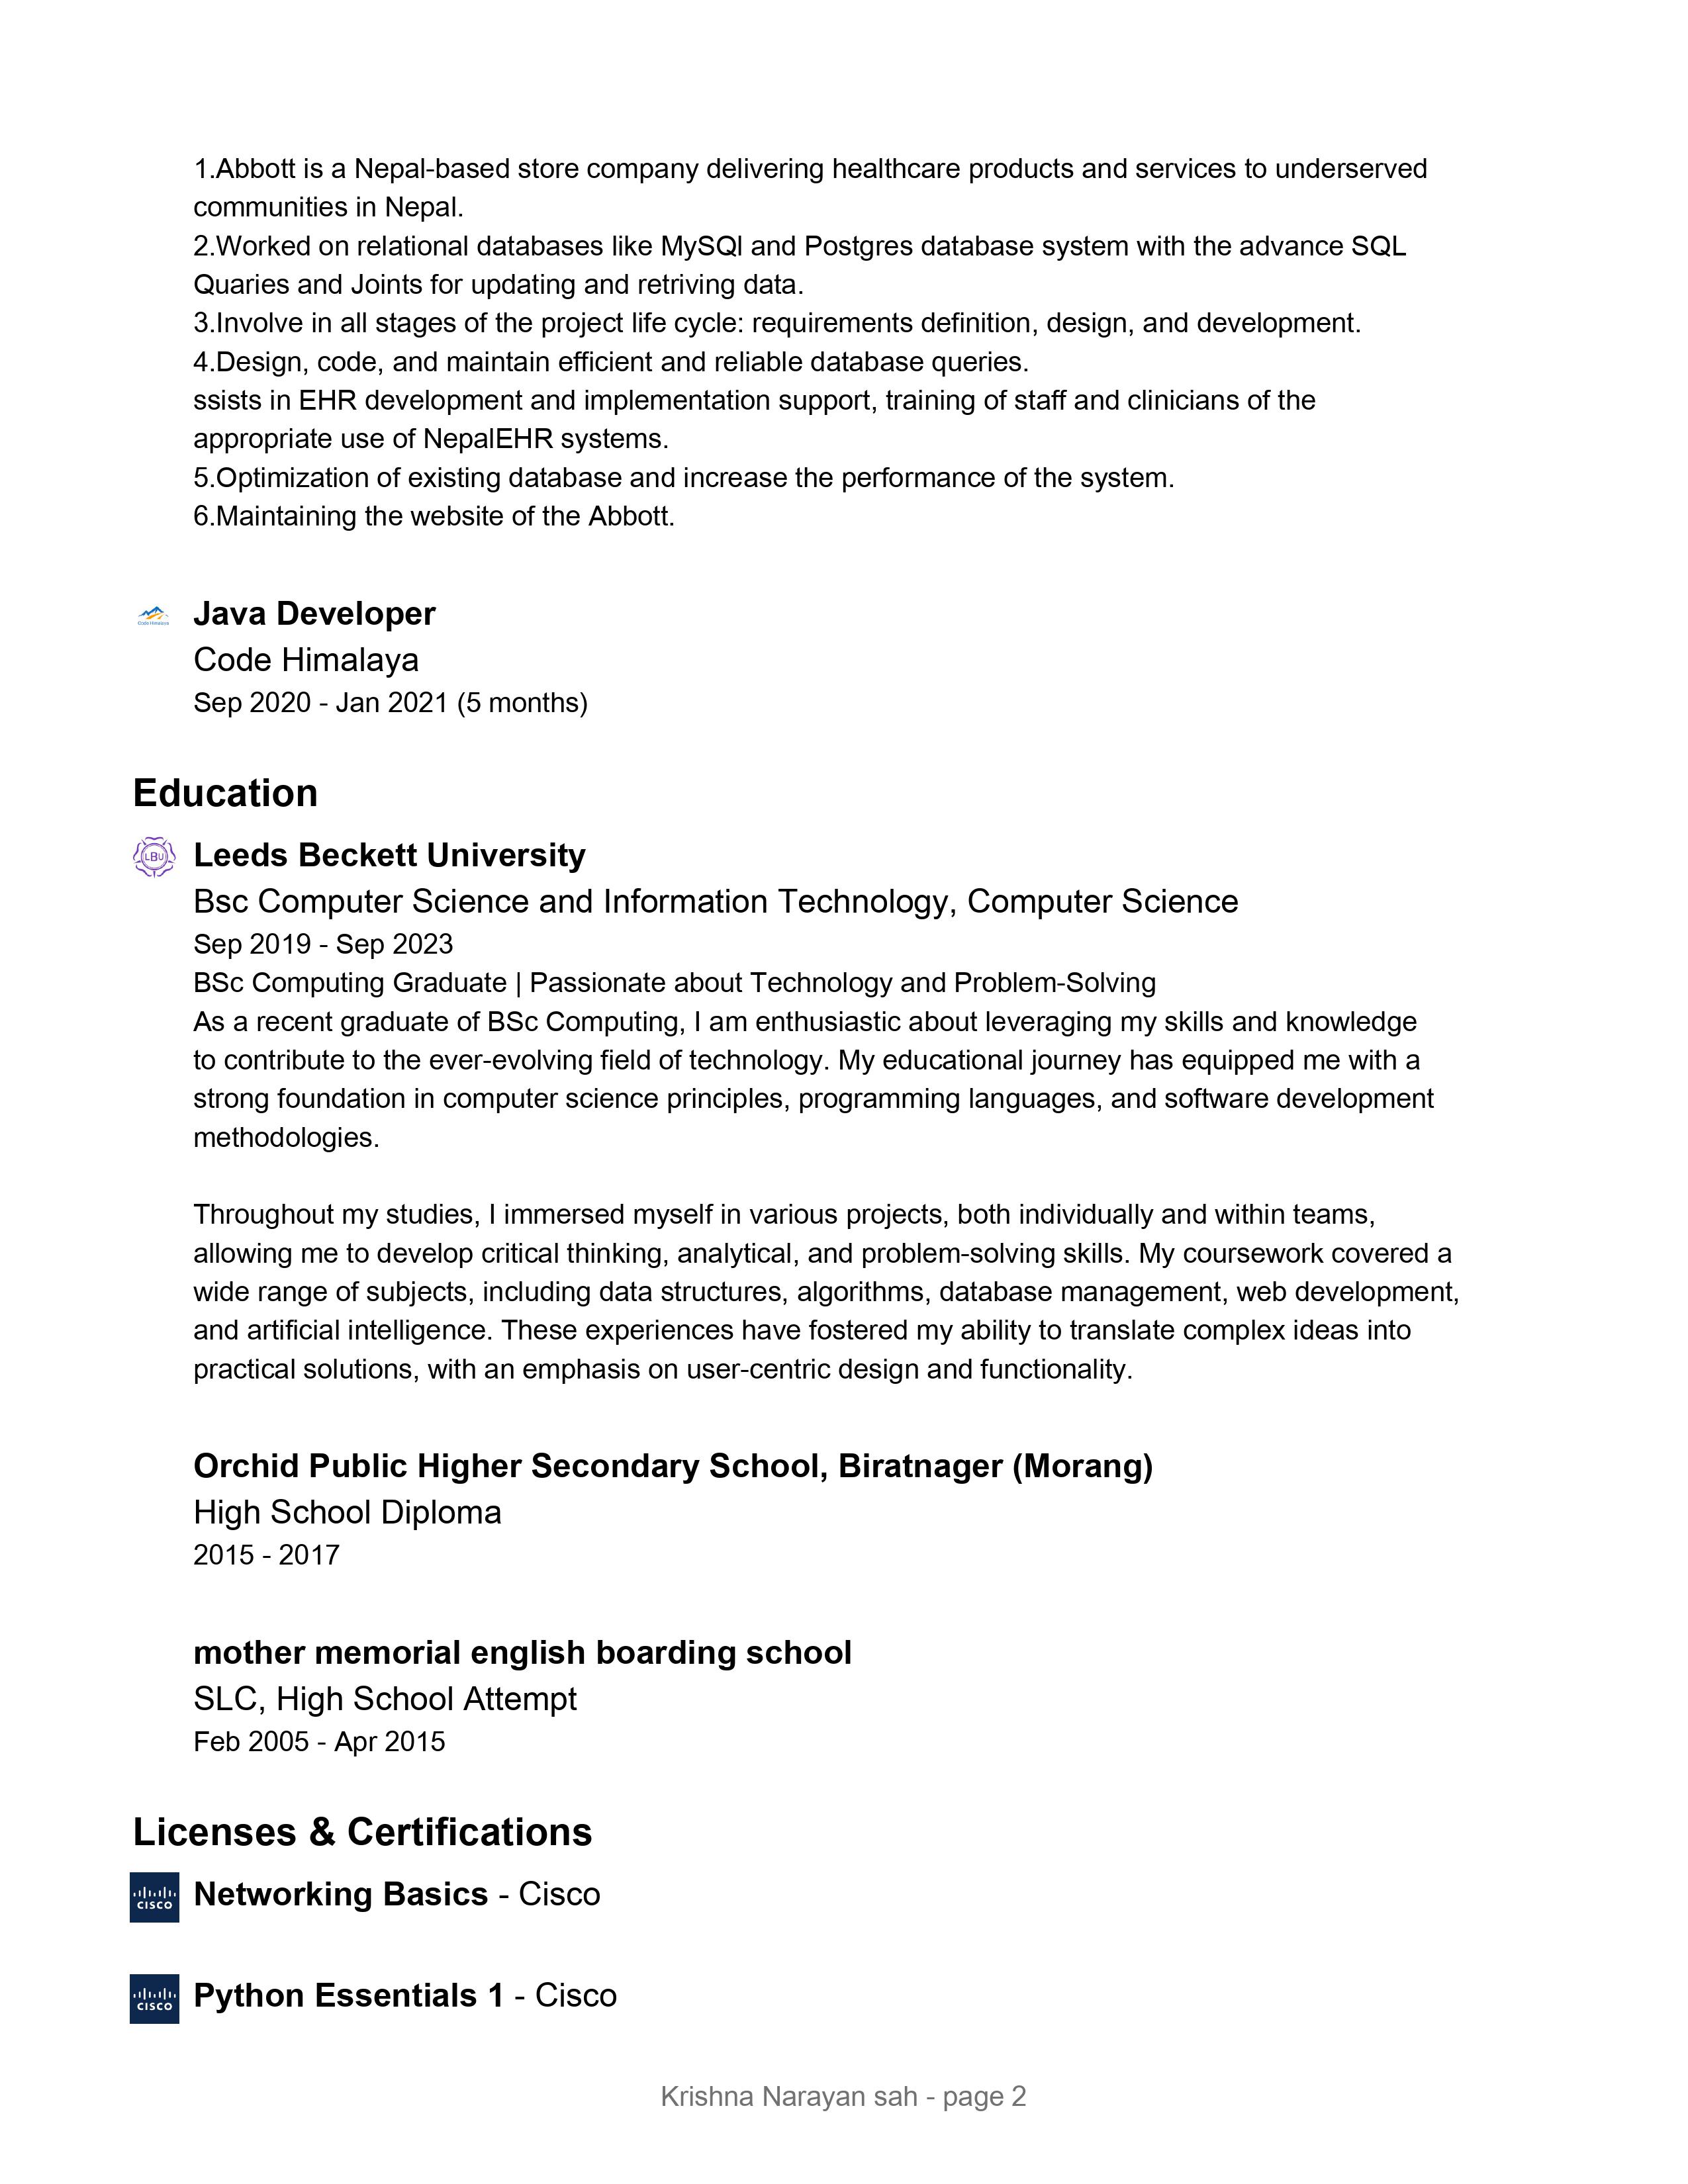 1.Abbott is a Nepal-based store company delivering healthcare products and services to underserved
communities in Nepal.
2.Worked on relational databases like MySQl and Postgres database system with the advance SQL
Quaries and Joints for updating and retriving data.
3.Involve in all stages of the project life cycle: requirements definition, design, and development.
4.Design, code, and maintain efficient and reliable database queries.
ssists in EHR development and implementation support, training of staff and clinicians of the
appropriate use of NepalEHR systems.
5.Optimization of existing database and increase the performance of the system.
6.Maintaining the website of the Abbott.
Code Himalaya
Java Developer
Code Himalaya
Sep 2020 - Jan 2021 (5 months)
Education
LBU
Leeds Beckett University
Bsc Computer Science and Information Technology, Computer Science
Sep 2019 - Sep 2023
BSc Computing Graduate | Passionate about Technology and Problem-Solving
As a recent graduate of BSc Computing, I am enthusiastic about leveraging my skills and knowledge
to contribute to the ever-evolving field of technology. My educational journey has equipped me with a
strong foundation in computer science principles, programming languages, and software development
methodologies.
Throughout my studies, I immersed myself in various projects, both individually and within teams,
allowing me to develop critical thinking, analytical, and problem-solving skills. My coursework covered a
wide range of subjects, including data structures, algorithms, database management, web development,
and artificial intelligence. These experiences have fostered my ability to translate complex ideas into
practical solutions, with an emphasis on user-centric design and functionality.
Orchid Public Higher Secondary School, Biratnager (Morang)
High School Diploma
2015 - 2017
mother memorial english boarding school
SLC, High School Attempt
Feb 2005 - Apr 2015
Licenses & Certifications
CISCO
Networking Basics - Cisco
CISCO
Python Essentials 1 - Cisco
Krishna Narayan sah - page 2